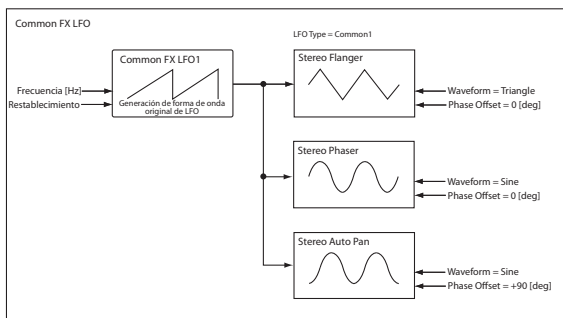 Common FX LFO
LFO Type = Common1
Common FX LFO1
Stereo Flanger
Frecuencia [Hz]
Restablecimiento
Generación de forma de onda
original de LFO
Waveform = Triangle
Phase Offset = 0 [deg]
Stereo Phaser
Waveform = Sine
Phase Offset = 0 [deg]
Stereo Auto Pan
Waveform = Sine
Phase Offset = +90 [deg]